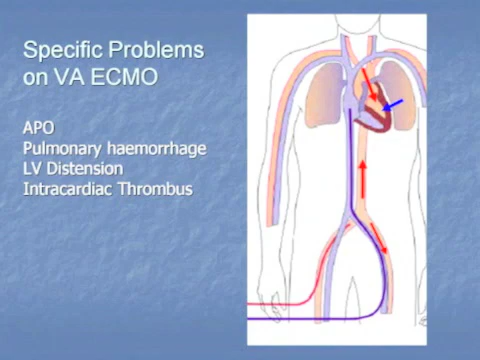 Specific Problems
on VA ECMO
APO
Pulmonary haemorrhage
LV Distension
Intracardiac Thrombus